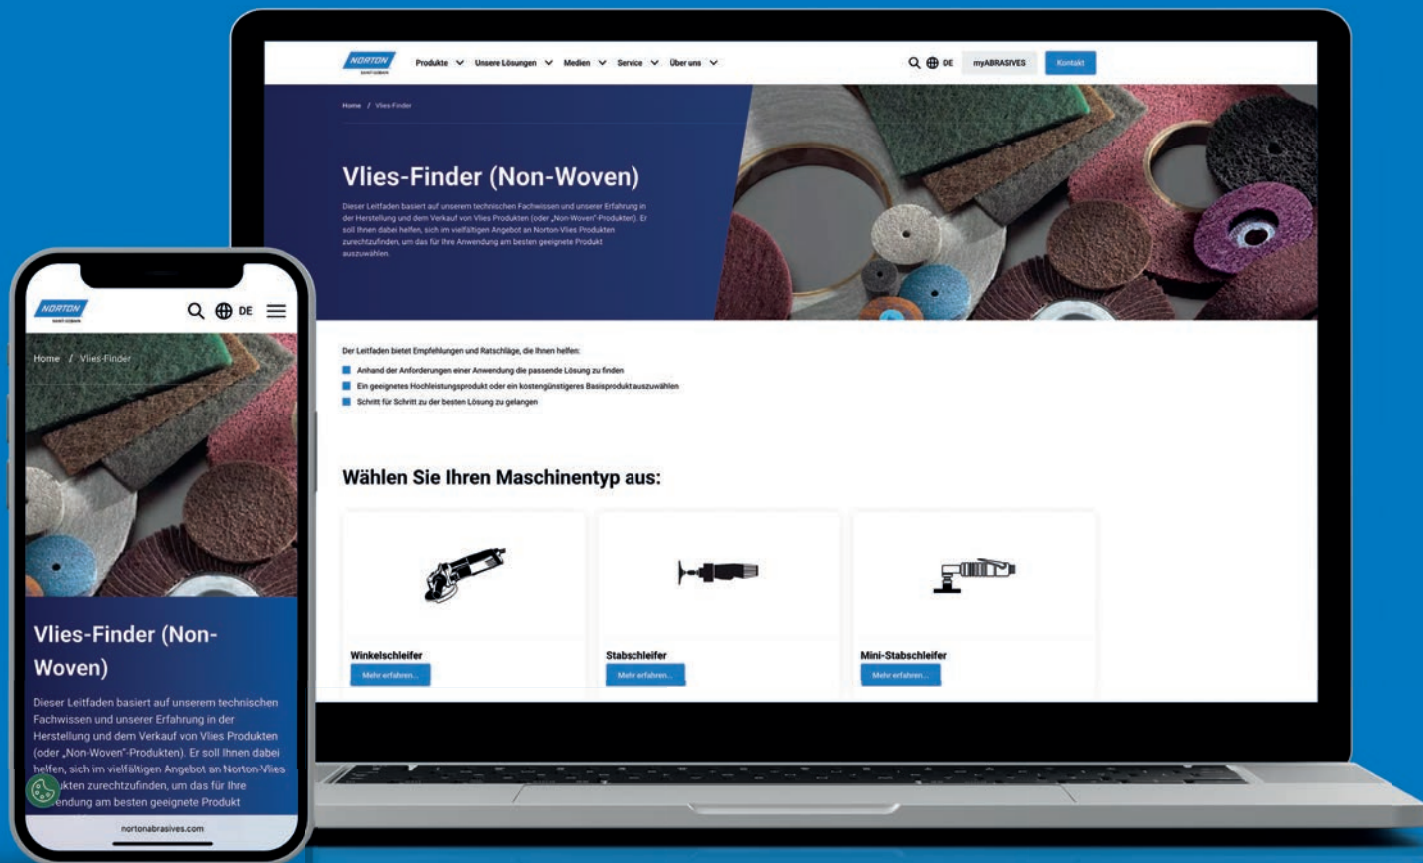 NORTON
SAINT-GOBAIN
Produkte
Unsere Lösungen
Medien
Service
Über uns
DE
myABRASIVES
Kontakt
Home / Vlies-Finder
Vlies-Finder (Non-Woven)
Dieser Leitfaden basiert auf unserem technischen Fachwissen und unserer Erfahrung in
der Herstellung und dem Verkauf von Vlies Produkten (oder „Non-Woven“-Produkten). Er
soll Ihnen dabei helfen, sich im vielfältigen Angebot an Norton-Vlies Produkten
zurechtzufinden, um das für Ihre Anwendung am besten geeignete Produkt
auszuwählen.
Der Leitfaden bietet Empfehlungen und Ratschläge, die Ihnen helfen:
Anhand der Anforderungen einer Anwendung die passende Lösung zu finden
Ein geeignetes Hochleistungsprodukt oder ein kostengünstigeres Basisproduktauszuwählen
Schritt für Schritt zu der besten Lösung zu gelangen
Wählen Sie Ihren Maschinentyp aus:
Winkelschleifer
Mehr erfahren...
Stabschleifer
Mehr erfahren...
Mini-Stabschleifer
Mehr erfahren...
NORTON
SAINT-GOBAIN
DE
Home / Vlies-Finder
Vlies-Finder (Non-
Woven)
Dieser Leitfaden basiert auf unserem technischen
Fachwissen und unserer Erfahrung in der
Herstellung und dem Verkauf von Vlies Produkten
(oder „Non-Woven“-Produkten). Er soll Ihnen dabei
helfen, sich im vielfältigen Angebot an Norton-Vlies
ukten zurechtzufinden, um das für Ihre
endung am besten geeignete Produkt
nortonabrasives.com